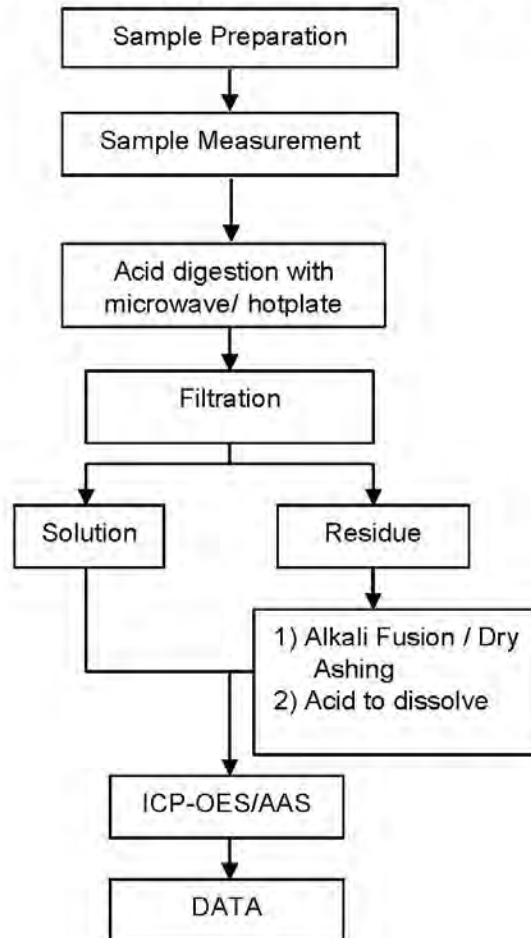 Sample Preparation
Sample Measurement
Acid digestion with
microwave/ hotplate
Filtration
Solution
Residue
1) Alkali Fusion / Dry
Ashing
2) Acid to dissolve
ICP-OES/AAS
DATA